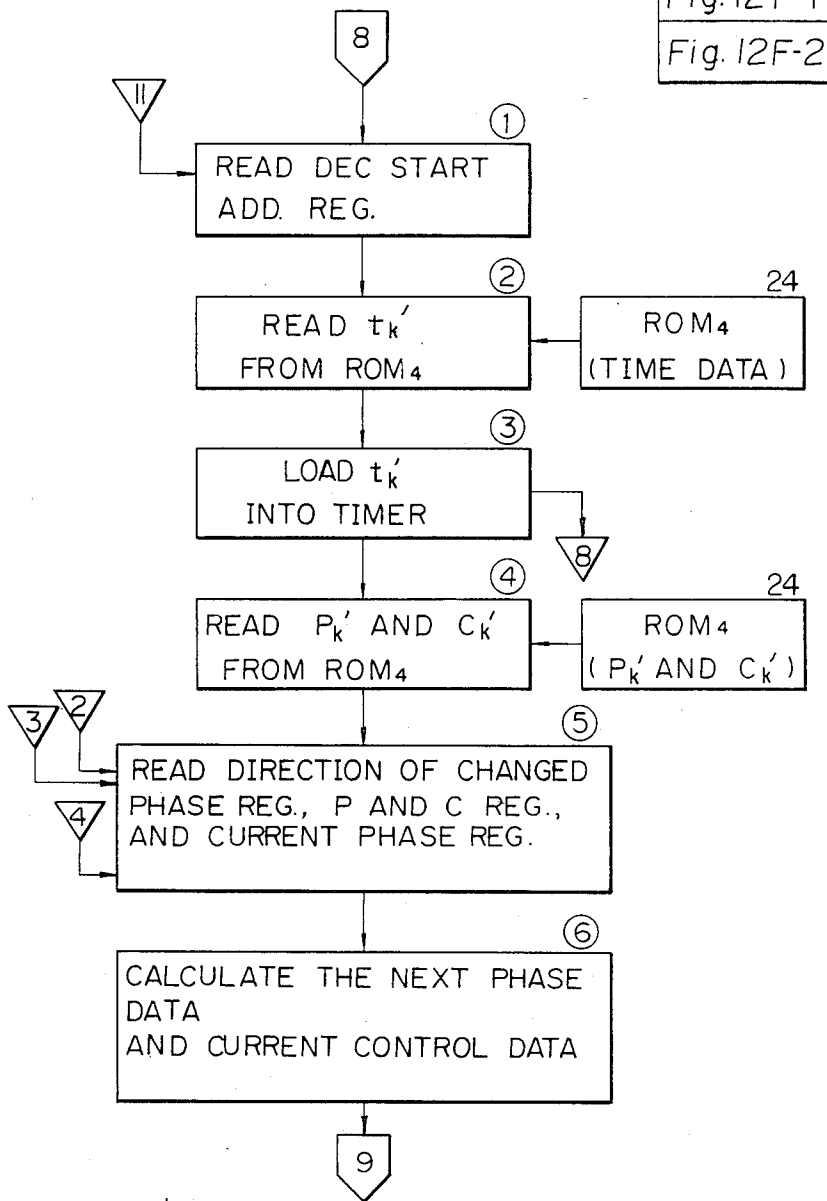 Fig. 12F-2
8
11
①
READ DEC START
ADD. REG.
②
24
READ tk'
FROM ROM4
ROM4
(TIME DATA)
③
LOAD tk'
INTO TIMER
8
④
24
READ Pk' AND Ck'
FROM ROM4
ROM4
(Pk' AND Ck')
2
3
⑤
READ DIRECTION OF CHANGED
PHASE REG., P AND C REG.,
AND CURRENT PHASE REG.
4
⑥
CALCULATE THE NEXT PHASE
DATA
AND CURRENT CONTROL DATA
9